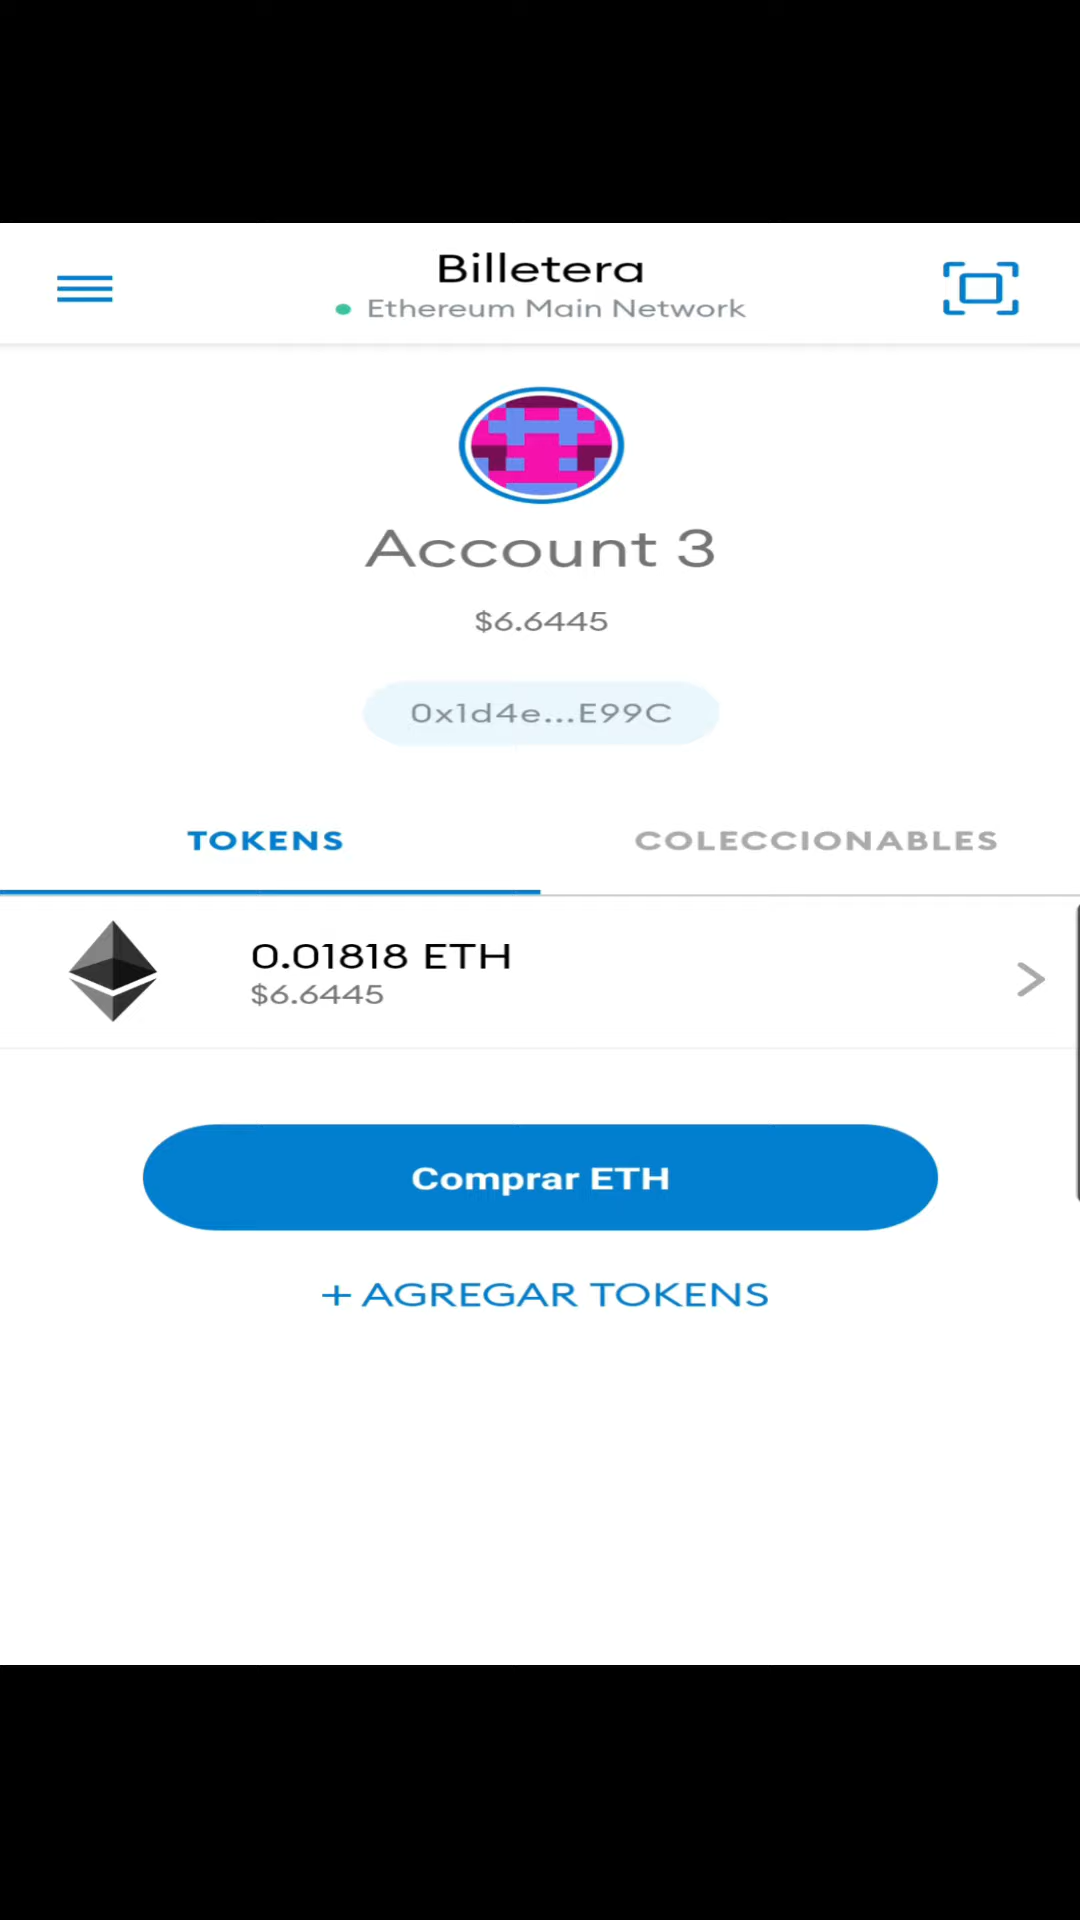 Billetera
Ethereum Main Network
Account 3
$6.6445
0x1d4e...E99C
TOKENS
COLECCIONABLES
0.01818 ETH
$6.6445
Comprar ETH
+ AGREGAR TOKENS